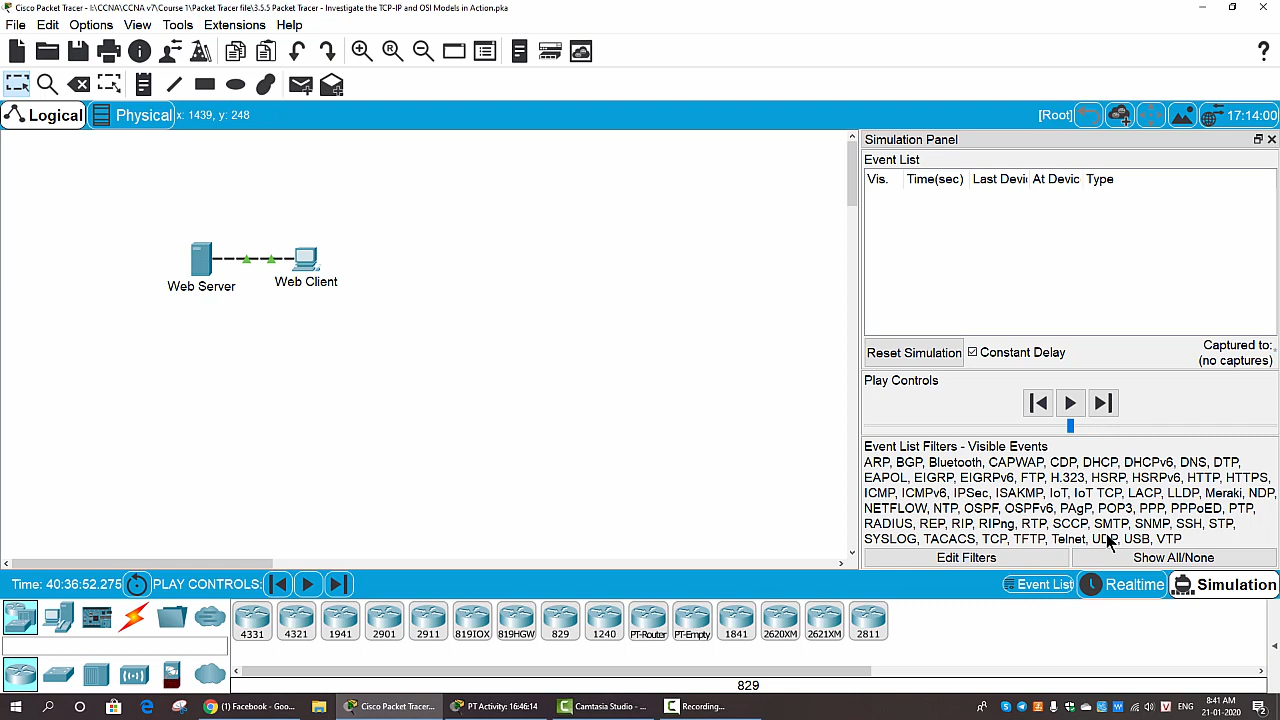 Cisco Packet Tracer - I:\CCNA\CCNA v7\Course 1\Packet Tracer file\3.5.5 Packet Tracer - Investigate the TCP-IP and OSI Models in Action.pka
File Edit Options View Tools Extensions Help
Logical Physical x: 1439, y: 248 [Root] 17:14:00
Simulation Panel
Event List
Vis. Time(sec) Last Devic At Devic Type
Web Server
Web Client
Reset Simulation Constant Delay
Captured to:
(no captures)
Play Controls
Event List Filters - Visible Events
ARP, BGP, Bluetooth, CAPWAP, CDP, DHCP, DHCPv6, DNS, DTP,
EAPOL, EIGRP, EIGRPv6, FTP, H.323, HSRP, HSRPv6, HTTP, HTTPS,
ICMP, ICMPv6, IPSec, ISAKMP, IoT, IoT TCP, LACP, LLDP, Meraki, NDP,
NETFLOW, NTP, OSPF, OSPFv6, PAgP, POP3, PPP, PPPoED, PTP,
RADIUS, REP, RIP, RIPng, RTP, SCCP, SMTP, SNMP, SSH, STP,
SYSLOG, TACACS, TCP, TFTP, Telnet, UDP, USB, VTP
Edit Filters Show All/None
Time: 40:36:52.275 PLAY CONTROLS: Event List Realtime Simulation
4331 4321 1941 2901 2911 819IOX 819HGW 829 1240 PT-Router PT-Empty 1841 2620XM 2621XM 2811
829
(1) Facebook - Goo... Cisco Packet Tracer... PT Activity: 16:46:14 Camtasia Studio - ... Recording...
8:41 AM
21-01-2020